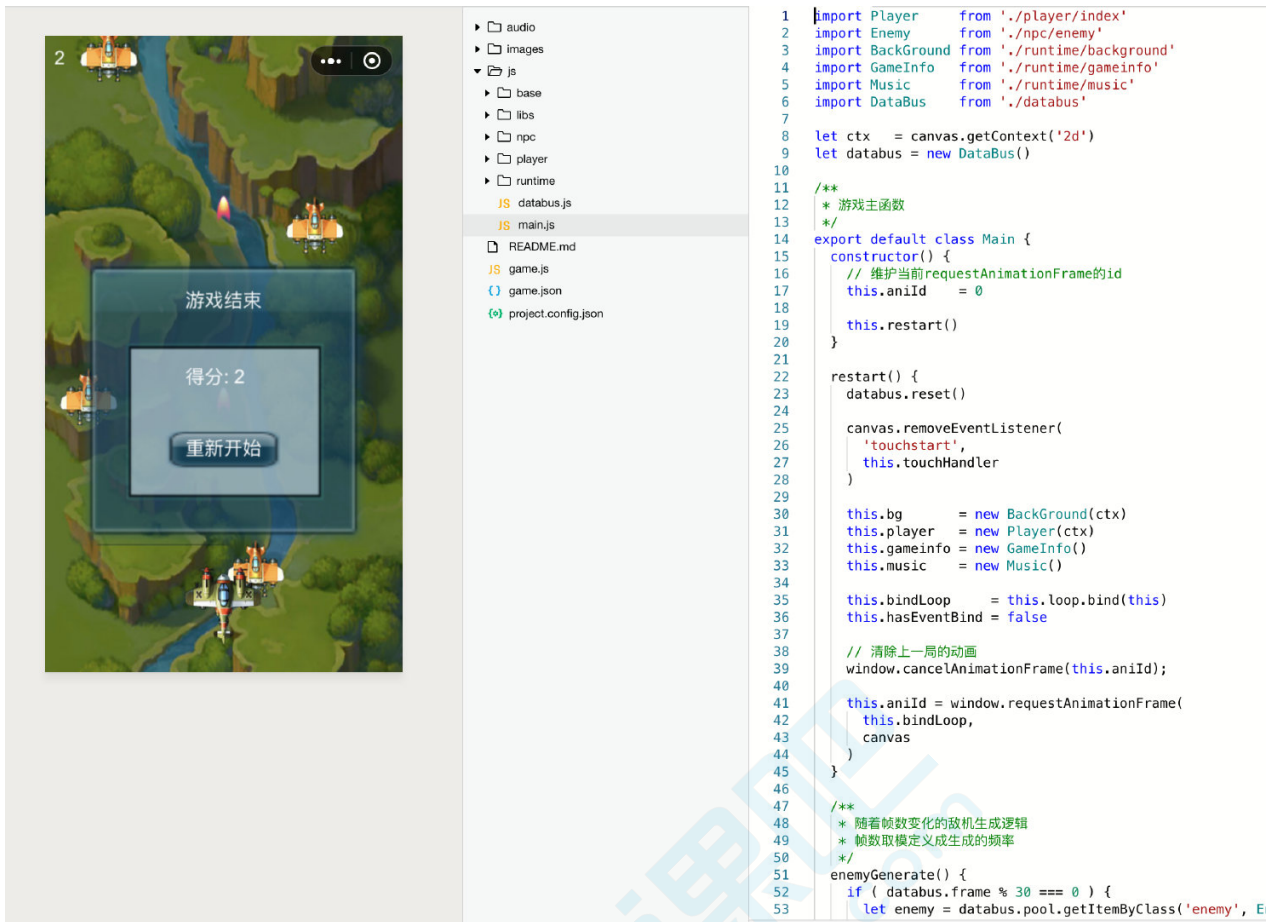 2
游戏结束
得分: 2
重新开始
audio
images
js
base
libs
npc
player
runtime
JS databus.js
JS main.js
README.md
JS game.js
{} game.json
{o} project.config.json
1 import Player from './player/index'
2 import Enemy from './npc/enemy'
3 import BackGround from './runtime/background'
4 import GameInfo from './runtime/gameinfo'
5 import Music from './runtime/music'
6 import DataBus from './databus'
7
8 let ctx = canvas.getContext('2d')
9 let databus = new DataBus()
10
11 /**
12 * 游戏主函数
13 */
14 export default class Main {
15 constructor() {
16 // 维护当前requestAnimationFrame的id
17 this.aniId = 0
18
19 this.restart()
20 }
21
22 restart() {
23 databus.reset()
24
25 canvas.removeEventListener(
26 'touchstart',
27 this.touchHandler
28 )
29
30 this.bg = new BackGround(ctx)
31 this.player = new Player(ctx)
32 this.gameinfo = new GameInfo()
33 this.music = new Music()
34
35 this.bindLoop = this.loop.bind(this)
36 this.hasEventBind = false
37
38 // 清除上一局的动画
39 window.cancelAnimationFrame(this.aniId);
40
41 this.aniId = window.requestAnimationFrame(
42 this.bindLoop,
43 canvas
44 )
45 }
46
47 /**
48 * 随着帧数变化的敌机生成逻辑
49 * 帧数取模定义成生成的频率
50 */
51 enemyGenerate() {
52 if ( databus.frame % 30 === 0 ) {
53 let enemy = databus.pool.getItemByClass('enemy',